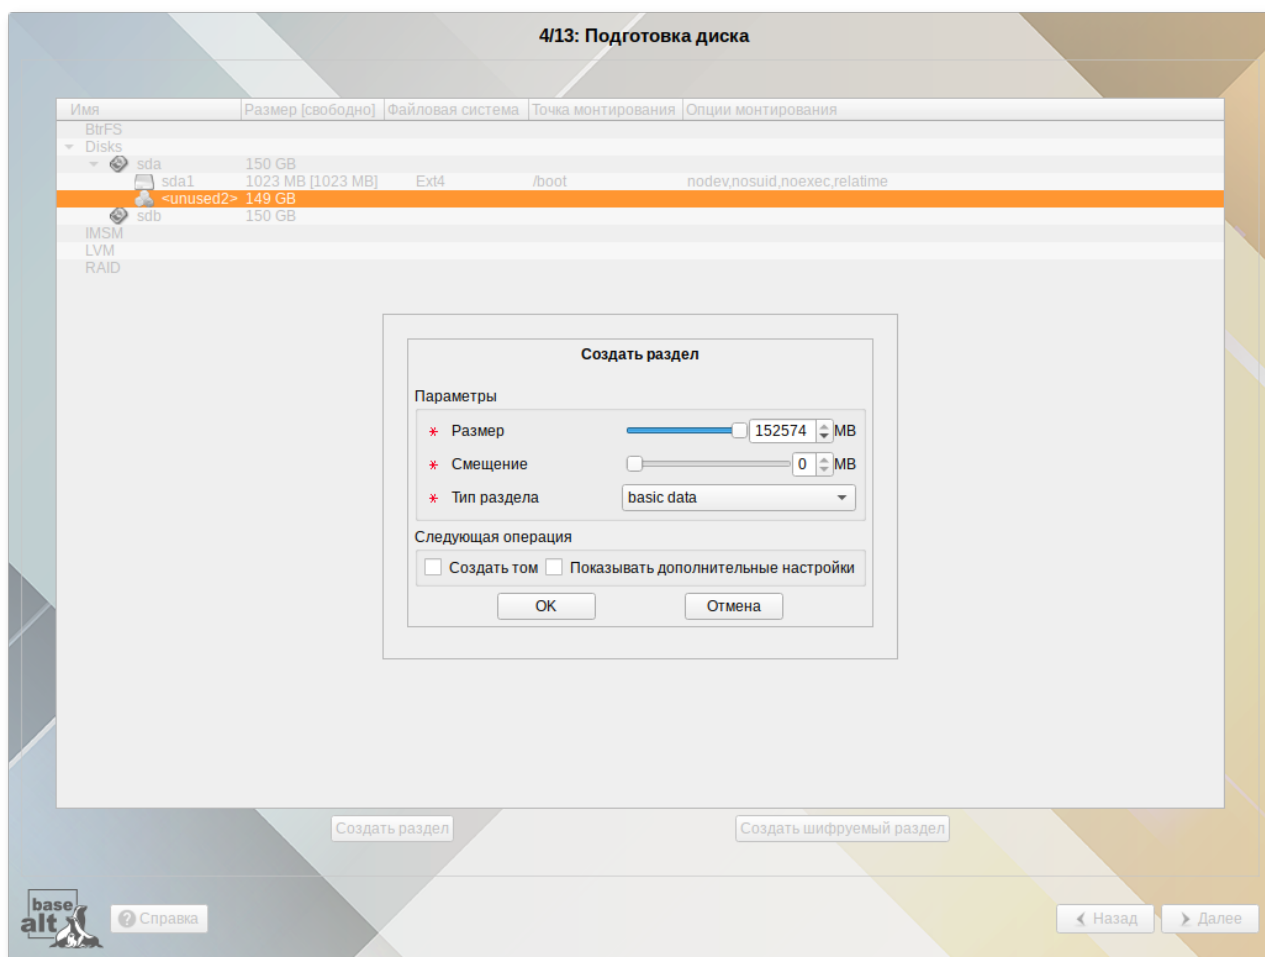 4/13: Подготовка диска
Имя Размер [свободно] Файловая система Точка монтирования Опции монтирования
BtrFS
Disks
sda 150 GB
sda1 1023 MB [1023 MB] Ext4 /boot nodev,nosuid,noexec,relatime
<unused2> 149 GB
sdb 150 GB
IMSM
LVM
RAID
Создать раздел
Параметры
* Размер 152574 MB
* Смещение 0 MB
* Тип раздела basic data
Следующая операция
Создать том Показывать дополнительные настройки
OK Отмена
Создать раздел Создать шифруемый раздел
base
alt
? Справка Назад Далее